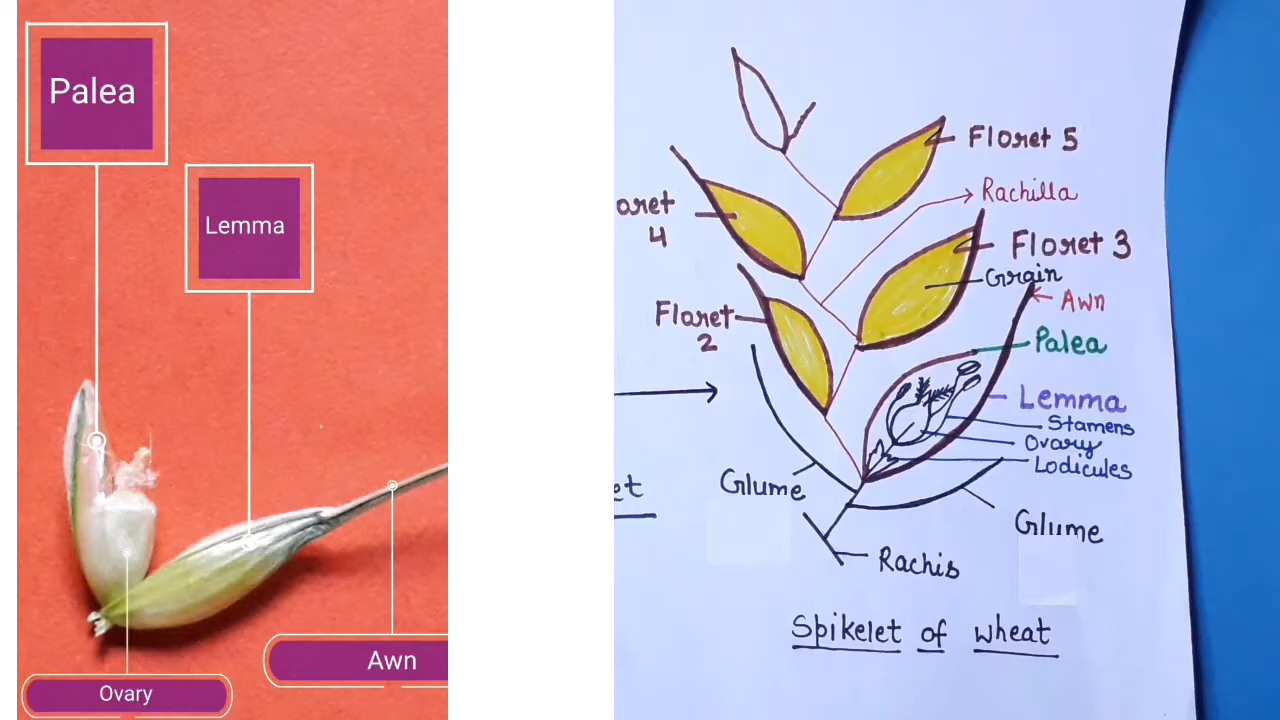 Palea
Lemma
Awn
Ovary
Floret 5
Rachilla
oret
4
Floret 3
Grain
Awn
Floret
2
Palea
Lemma
Stamens
Ovary
Lodicules
Glume
et
Glume
Rachis
Spikelet of wheat